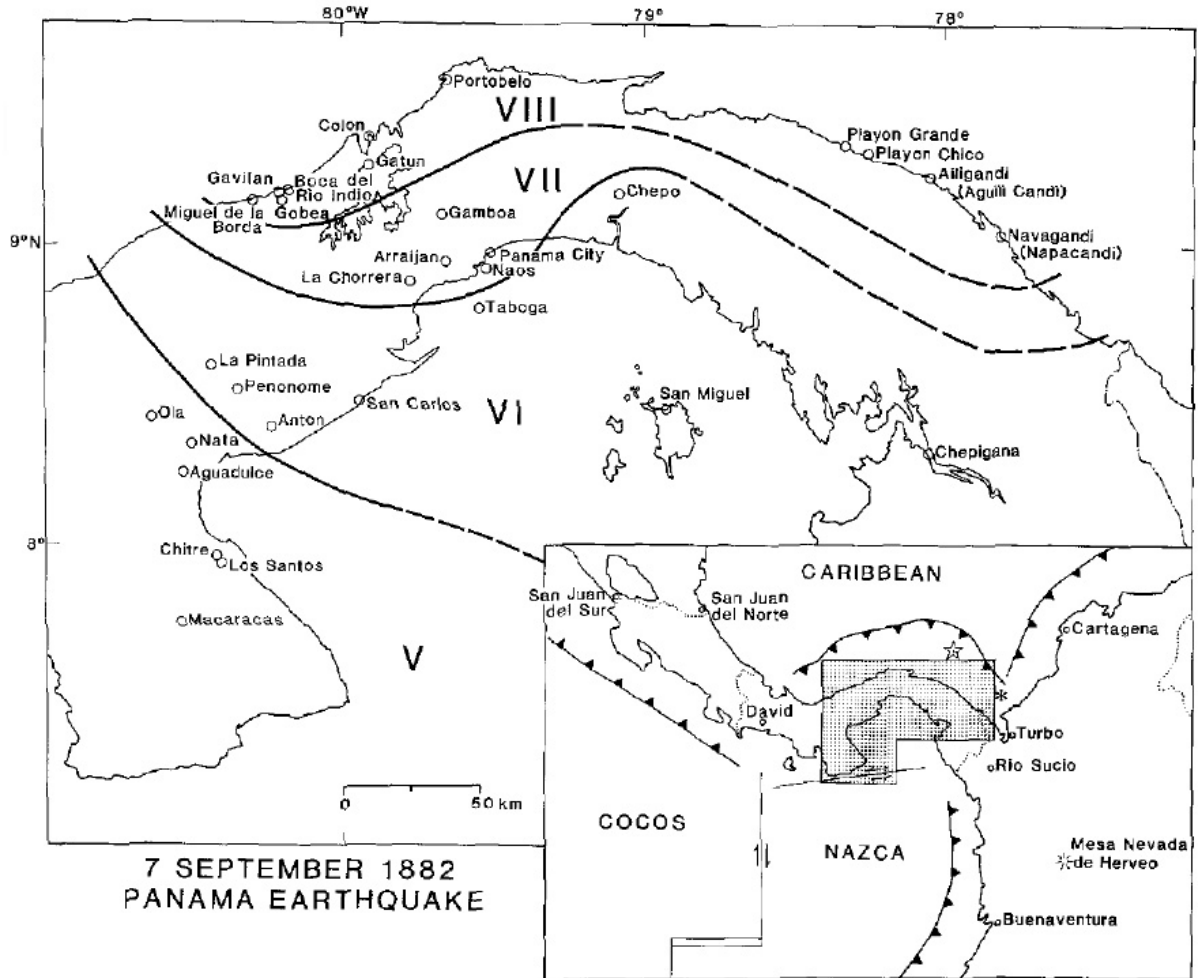 80°W
79°
78°
Portobelo
VIII
Colon
Gatun
Playon Grande
Playon Chico
Ailigandi
(Aguili Candi)
Gavilan
Boca del
Rio Indio
VII
Chepo
Miguel de la
Borda
Gobea
Gamboa
Navagandi
(Napacandi)
9°N
Arraijan
Panama City
Naos
La Chorrera
Taboga
La Pintada
Penonome
San Miguel
San Carlos
VI
Ola
Anton
Nata
Chepigana
Aguadulce
8°
Chitre
Los Santos
Macaracas
V
0
50 km
7 SEPTEMBER 1882
PANAMA EARTHQUAKE
CARIBBEAN
San Juan
del Sur
San Juan
del Norte
Cartagena
David
Turbo
Rio Sucio
COCOS
NAZCA
Mesa Nevada
de Herveo
Buenaventura